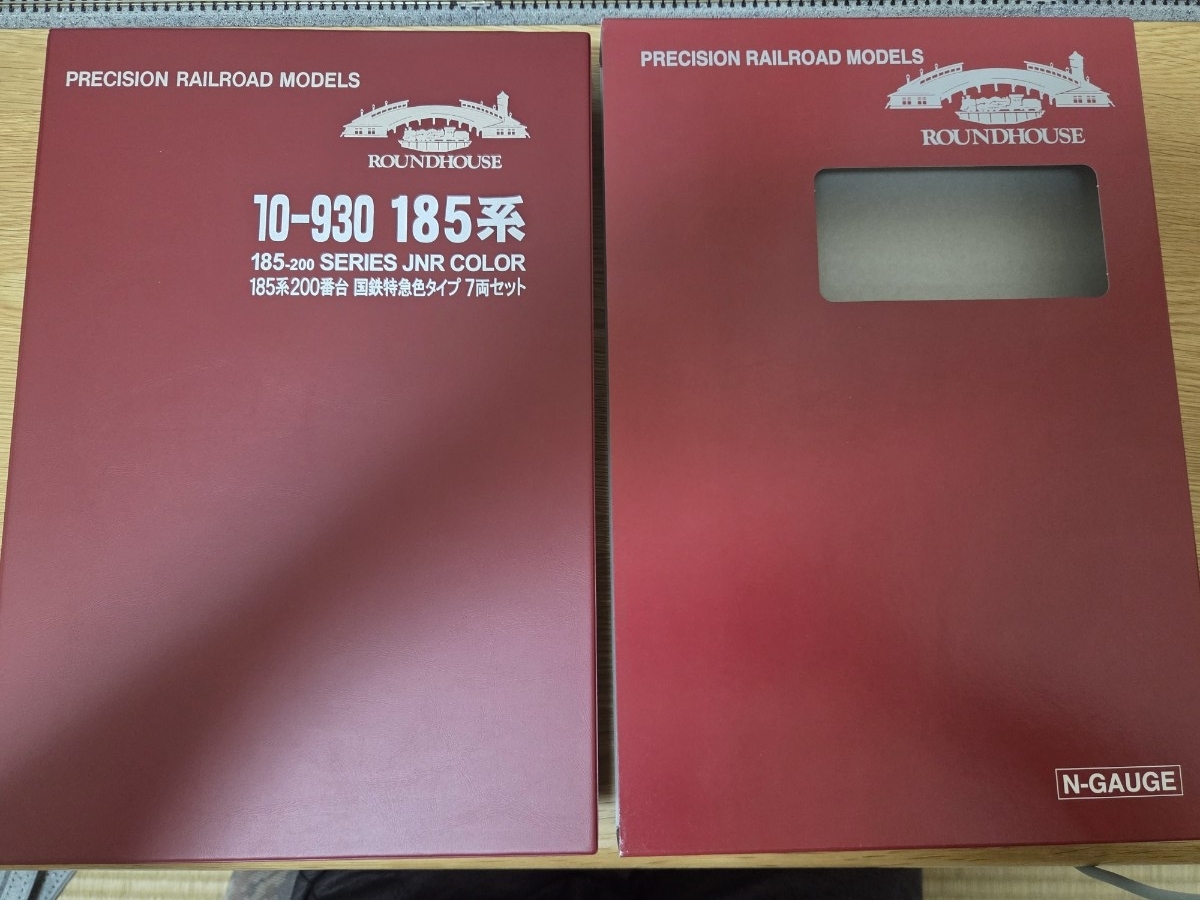 PRECISION RAILROAD MODELS
ROUNDHOUSE
10-930 185系
185-200 SERIES JNR COLOR
185系200番台 国鉄特急色タイプ 7両セット
PRECISION RAILROAD MODELS
ROUNDHOUSE
N-GAUGE